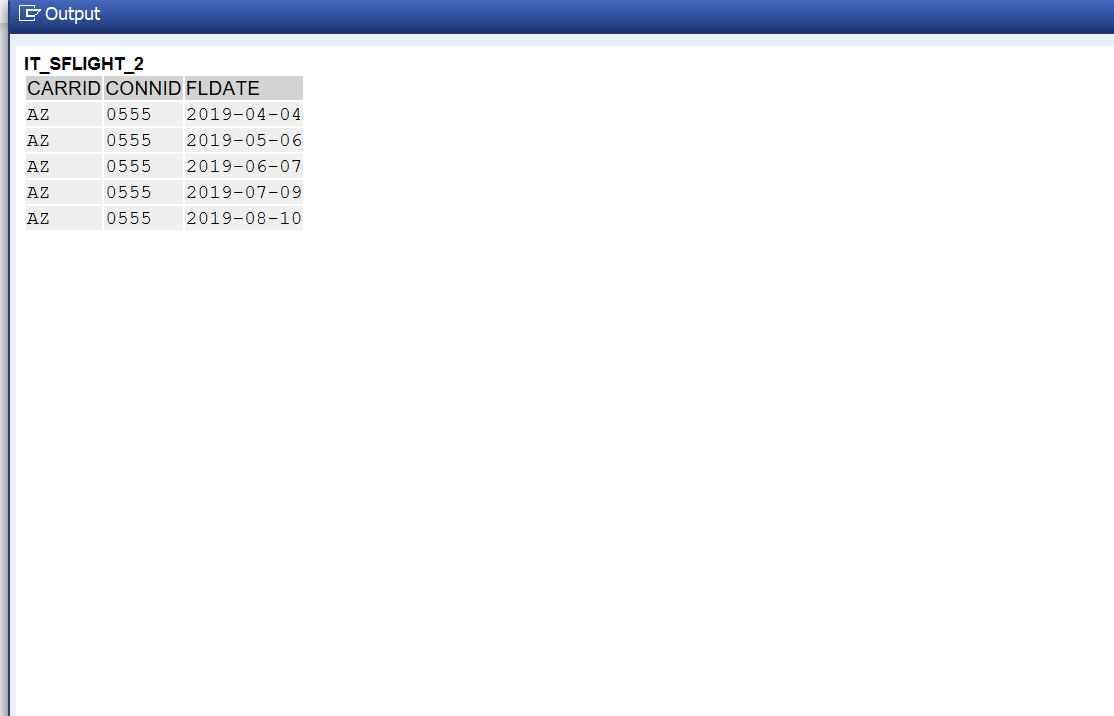 Output
IT_SFLIGHT_2
CARRID CONNID FLDATE
AZ 0555 2019-04-04
AZ 0555 2019-05-06
AZ 0555 2019-06-07
AZ 0555 2019-07-09
AZ 0555 2019-08-10